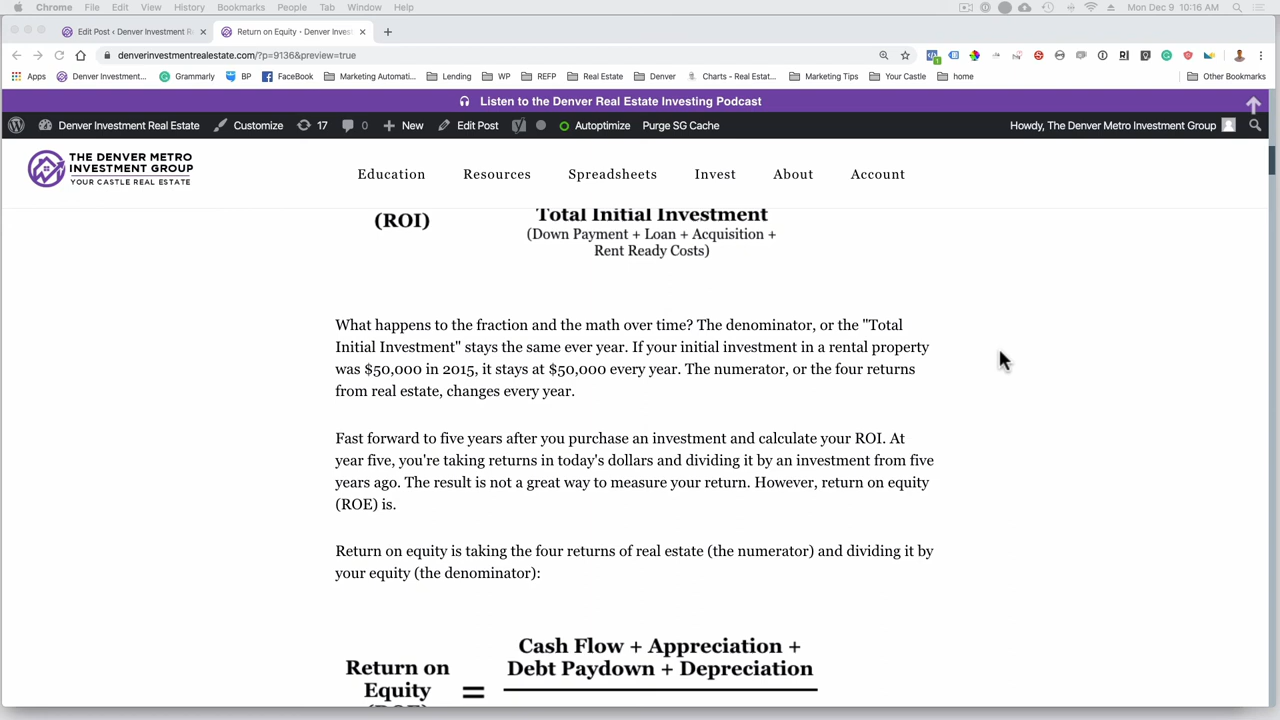 Chrome File Edit View History Bookmarks People Tab Window Help Mon Dec 9 10:16 AM
Edit Post ‹ Denver Investment R × Return on Equity - Denver Inves × +
denverinvestmentrealestate.com/?p=9136&preview=true
Apps Denver Investment... Grammarly BP FaceBook Marketing Automati... Lending WP REFP Real Estate Denver Charts - Real Estat... Marketing Tips Your Castle home Other Bookmarks
Listen to the Denver Real Estate Investing Podcast
Denver Investment Real Estate Customize 17 0 New Edit Post Autoptimize Purge SG Cache Howdy, The Denver Metro Investment Group
THE DENVER METRO
INVESTMENT GROUP
YOUR CASTLE REAL ESTATE
Education Resources Spreadsheets Invest About Account
(ROI)
Total Initial Investment
(Down Payment + Loan + Acquisition +
Rent Ready Costs)
What happens to the fraction and the math over time? The denominator, or the "Total
Initial Investment" stays the same ever year. If your initial investment in a rental property
was $50,000 in 2015, it stays at $50,000 every year. The numerator, or the four returns
from real estate, changes every year.
Fast forward to five years after you purchase an investment and calculate your ROI. At
year five, you're taking returns in today's dollars and dividing it by an investment from five
years ago. The result is not a great way to measure your return. However, return on equity
(ROE) is.
Return on equity is taking the four returns of real estate (the numerator) and dividing it by
your equity (the denominator):
Return on
Equity
=
Cash Flow + Appreciation +
Debt Paydown + Depreciation